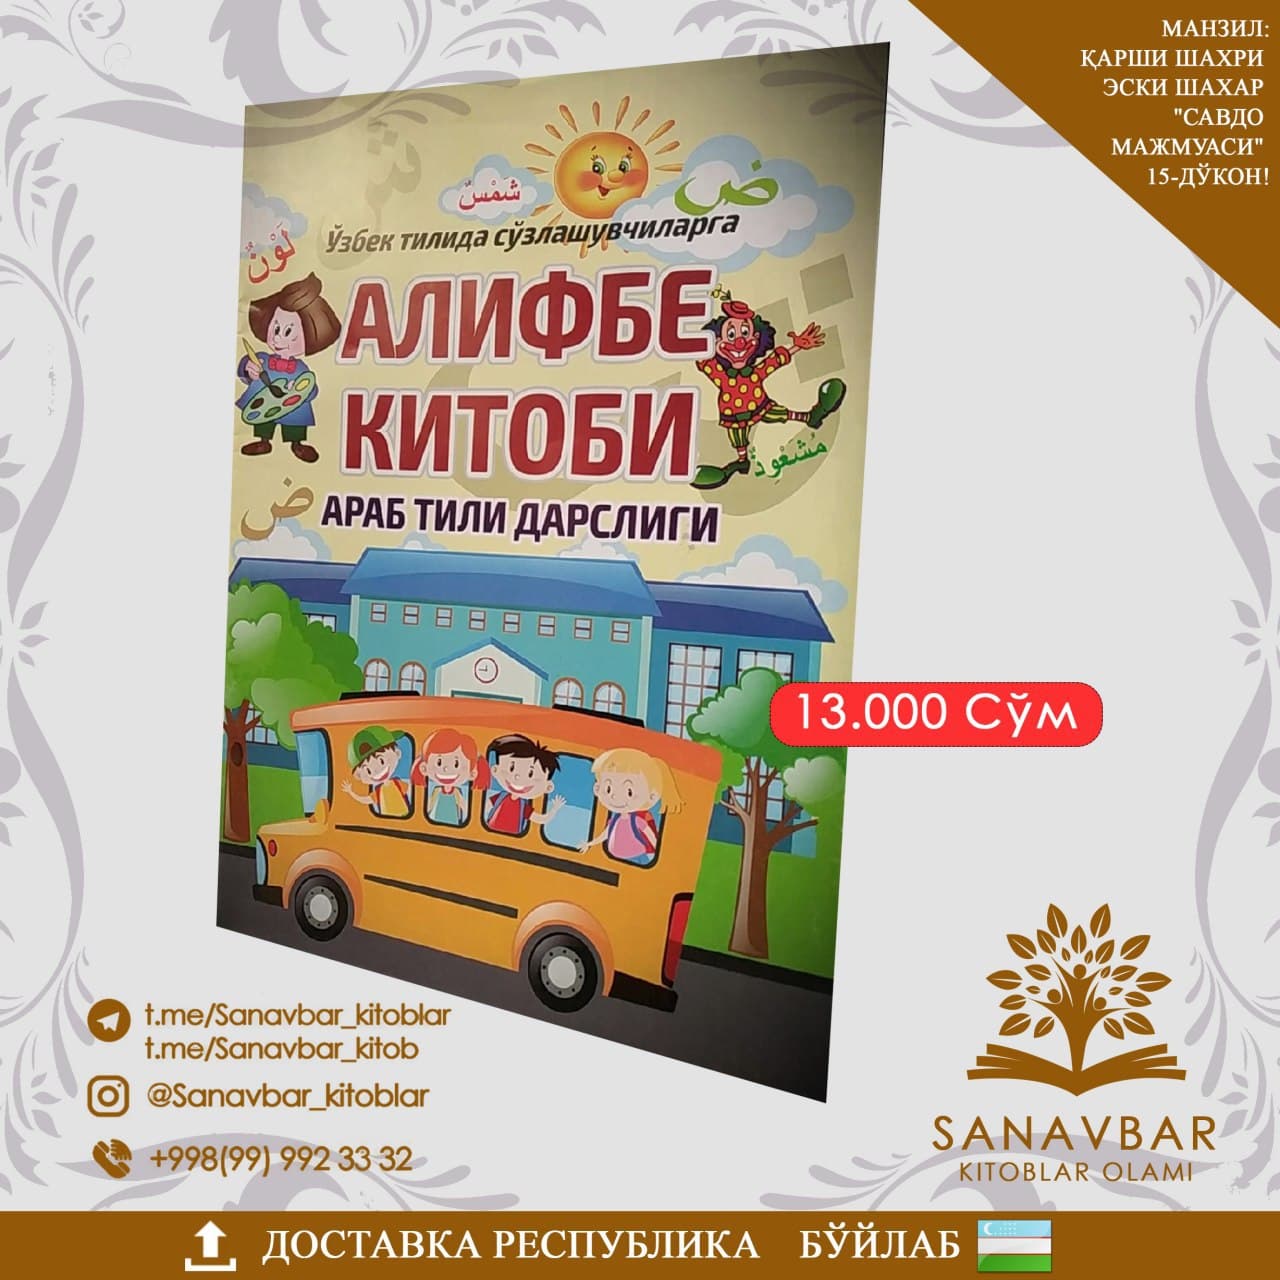 МАНЗИЛ:
ҚАРШИ ШАХРИ
ЭСКИ ШАХАР
"САВДО
МАЖМУАСИ"
15-ДЎКОН!
شَمْسٌ
ض
Ўзбек тилида сўзлашувчиларга
لَوْنٌ
АЛИФБЕ
КИТОБИ
مُشَعْوِذٌ
ض
АРАБ ТИЛИ ДАРСЛИГИ
13.000 Сўм
t.me/Sanavbar_kitoblar
t.me/Sanavbar_kitob
@Sanavbar_kitoblar
+998(99) 992 33 32
SANAVBAR
KITOBLAR OLAMI
ДОСТАВКА РЕСПУБЛИКА БЎЙЛАБ